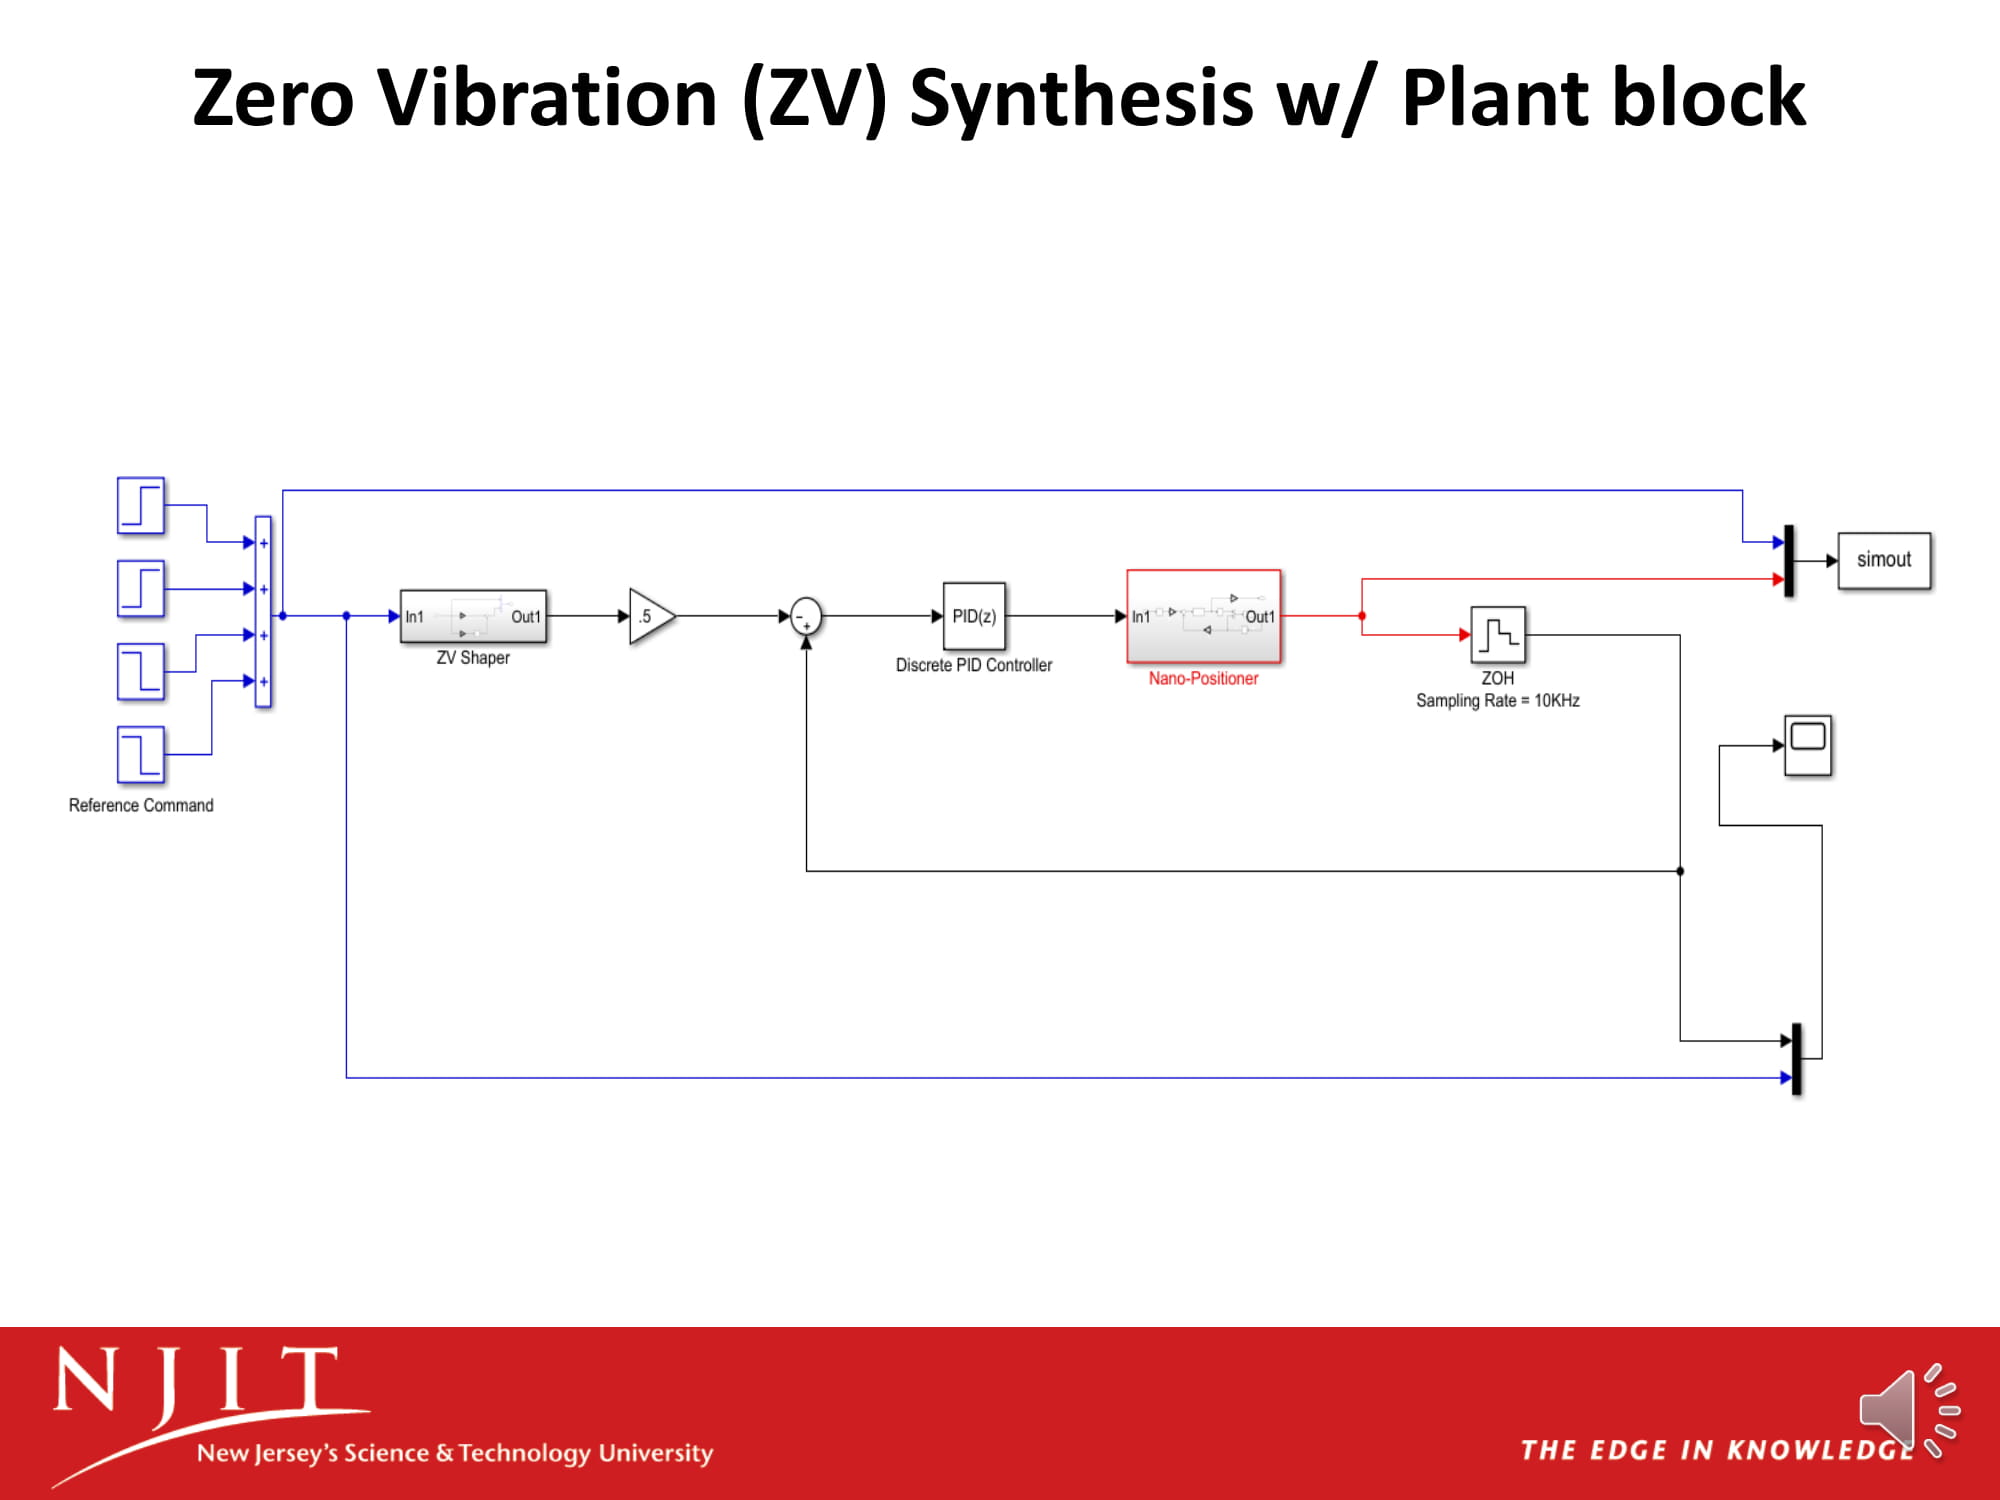 Zero Vibration (ZV) Synthesis w/ Plant block
simout
In1
Out1
ZV Shaper
.5
PID(z)
Discrete PID Controller
In1
Out1
Nano-Positioner
ZOH
Sampling Rate = 10KHz
Reference Command
NJIT
New Jersey's Science & Technology University
THE EDGE IN KNOWLEDGE